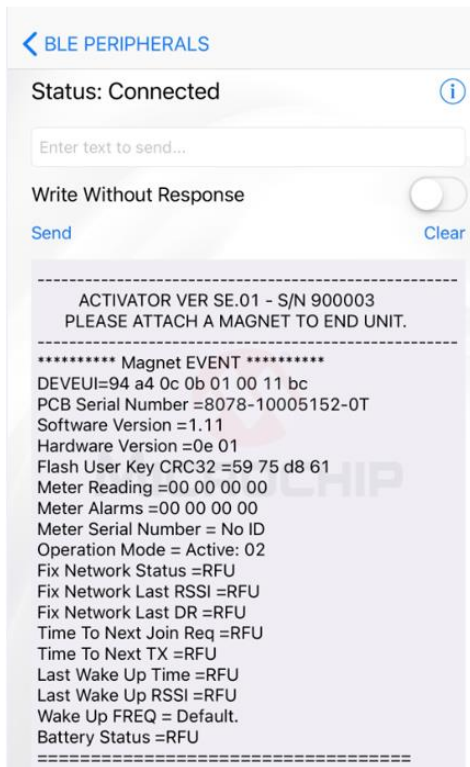 BLE PERIPHERALS
Status: Connected
Enter text to send...
Write Without Response
Send Clear
--------------------------------------------------------
ACTIVATOR VER SE.01 - S/N 900003
PLEASE ATTACH A MAGNET TO END UNIT.
--------------------------------------------------------
********** Magnet EVENT **********
DEVEUI=94 a4 0c 0b 01 00 11 bc
PCB Serial Number =8078-10005152-0T
Software Version =1.11
Hardware Version =0e 01
Flash User Key CRC32 =59 75 d8 61
Meter Reading =00 00 00 00
Meter Alarms =00 00 00 00
Meter Serial Number = No ID
Operation Mode = Active: 02
Fix Network Status =RFU
Fix Network Last RSSI =RFU
Fix Network Last DR =RFU
Time To Next Join Req =RFU
Time To Next TX =RFU
Last Wake Up Time =RFU
Last Wake Up RSSI =RFU
Wake Up FREQ = Default.
Battery Status =RFU
===================================
MICROCHIP